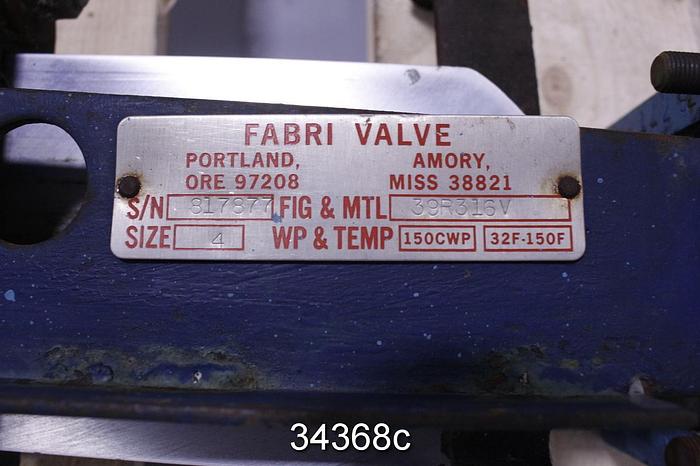 FABRI VALVE
PORTLAND, AMORY,
ORE 97208 MISS 38821
S/N 817877 FIG & MTL 39R316V
SIZE 4 WP & TEMP 150CWP 32F-150F
34368c